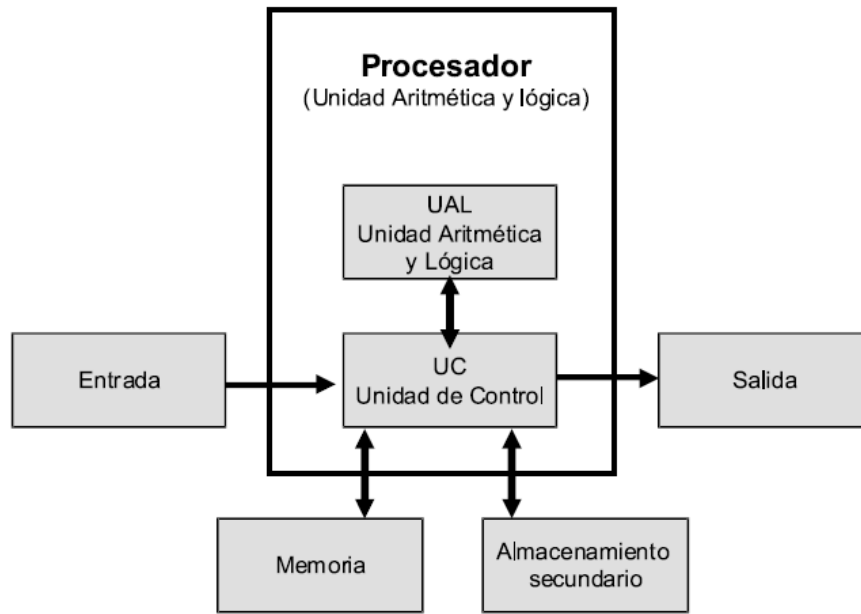 Procesador
(Unidad Aritmética y lógica)
UAL
Unidad Aritmética
y Lógica
Entrada
UC
Unidad de Control
Salida
Memoria
Almacenamiento
secundario